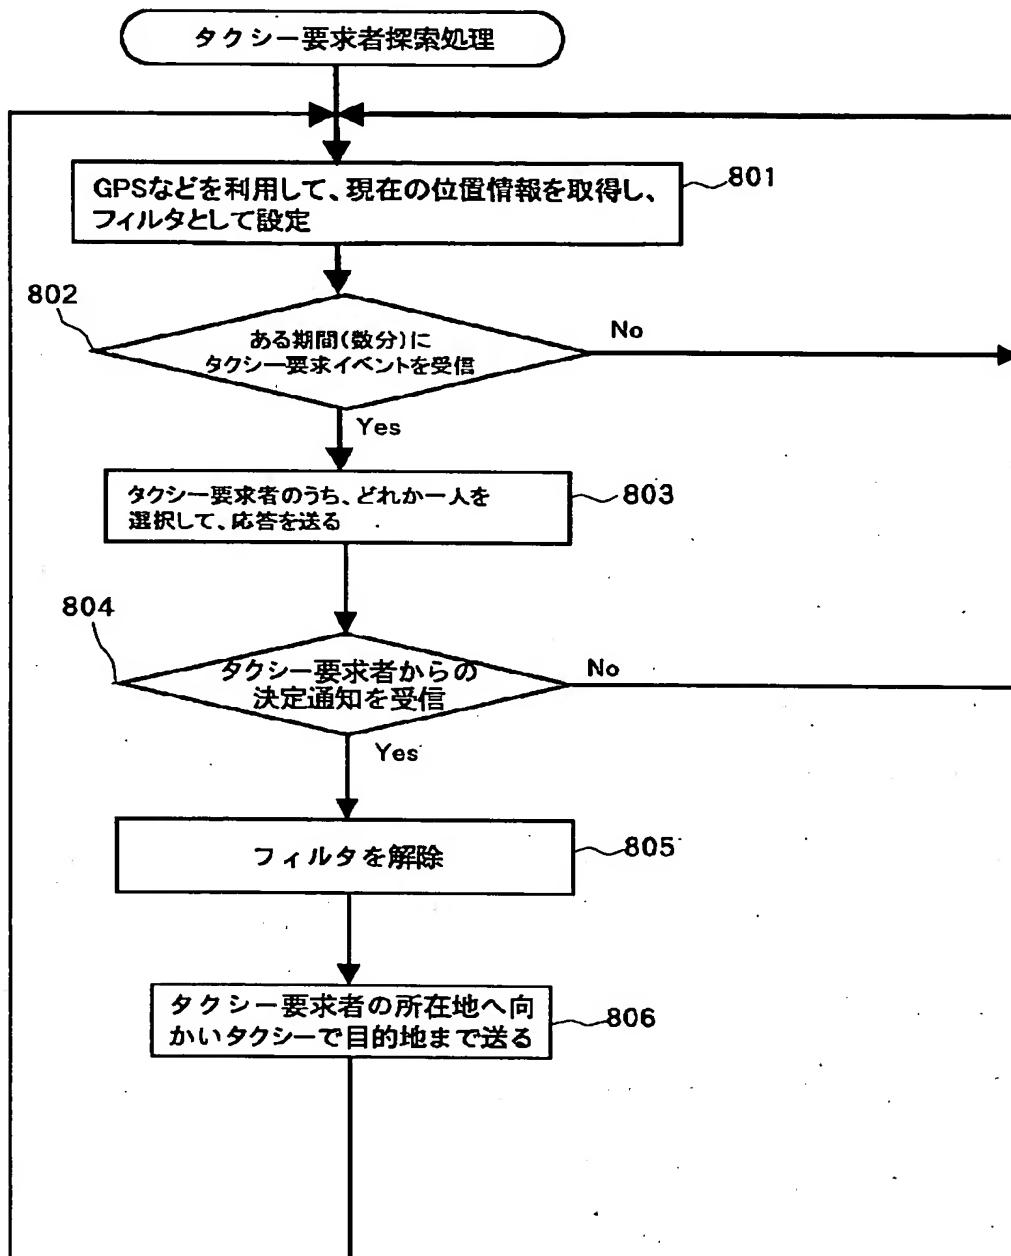 タクシー要求者探索処理
GPSなどを利用して、現在の位置情報を取得し、
フィルタとして設定
801
802
ある期間(数分)に
タクシー要求イベントを受信
No
Yes
タクシー要求者のうち、どれか一人を
選択して、応答を送る
803
804
タクシー要求者からの
決定通知を受信
No
Yes
フィルタを解除
805
タクシー要求者の所在地へ向
かいタクシーで目的地まで送る
806